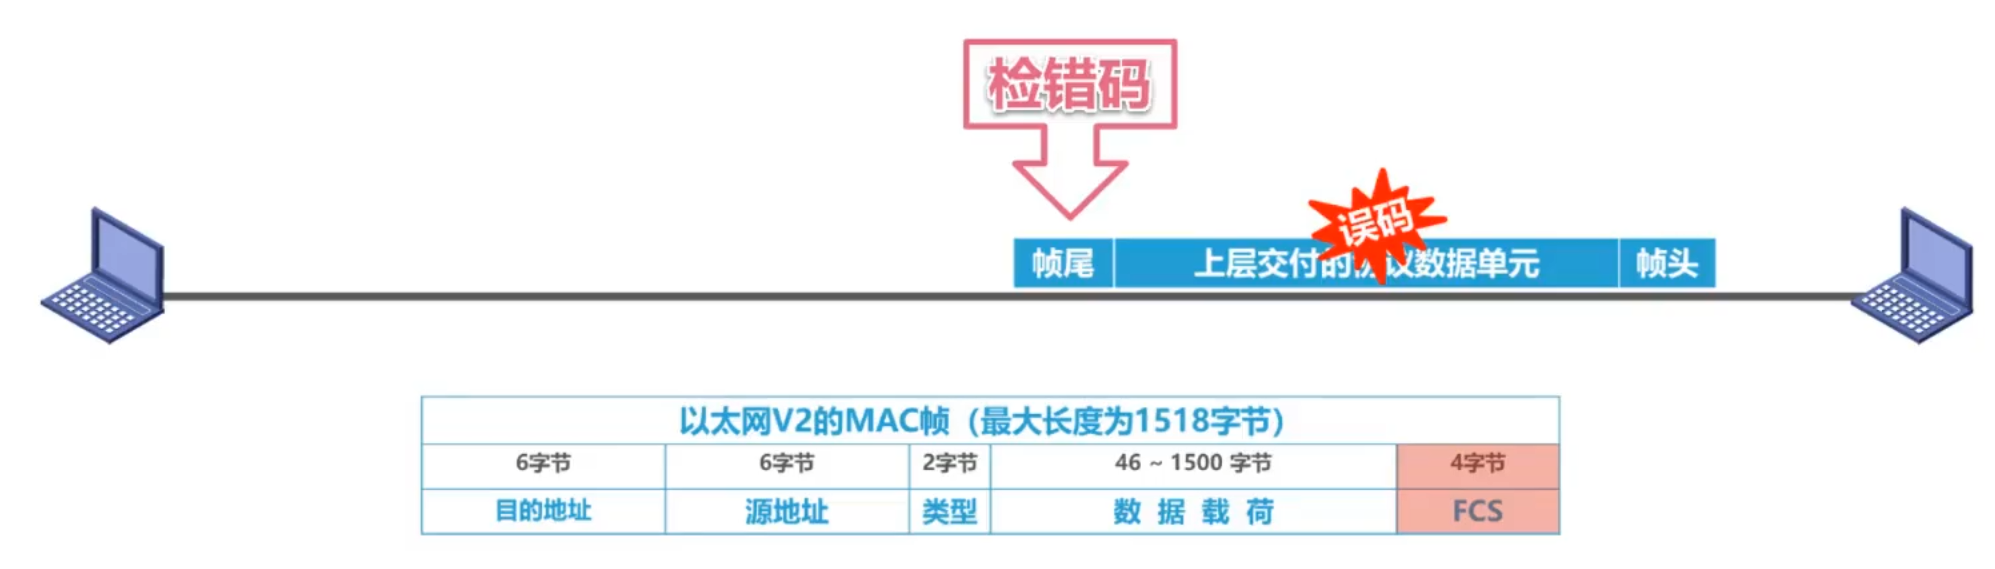 检错码
误码
帧尾 上层交付的协议数据单元 帧头
以太网V2的MAC帧（最大长度为1518字节）
6字节 6字节 2字节 46 ~ 1500 字节 4字节
目的地址 源地址 类型 数 据 载 荷 FCS